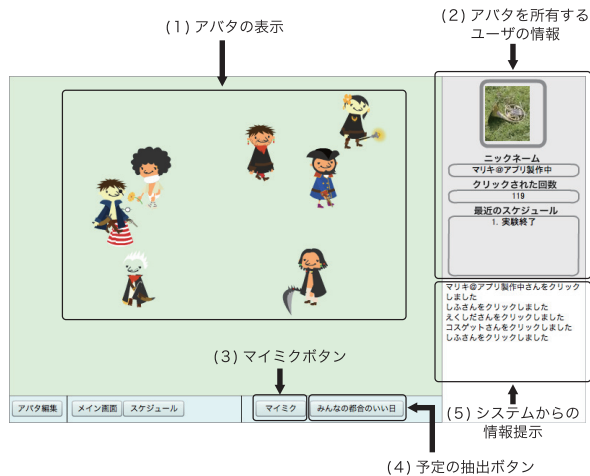 (1) アバタの表示
(2) アバタを所有する
ユーザの情報
ニックネーム
マリキ@アプリ製作中
クリックされた回数
119
最近のスケジュール
1. 実験終了
マリキ@アプリ製作中さんをクリック
しました
しふさんをクリックしました
えくしださんをクリックしました
コスゲットさんをクリックしました
しふさんをクリックしました
(3) マイミクボタン
アバタ編集
メイン画面
スケジュール
マイミク
みんなの都合のいい日
(5) システムからの
情報提示
(4) 予定の抽出ボタン